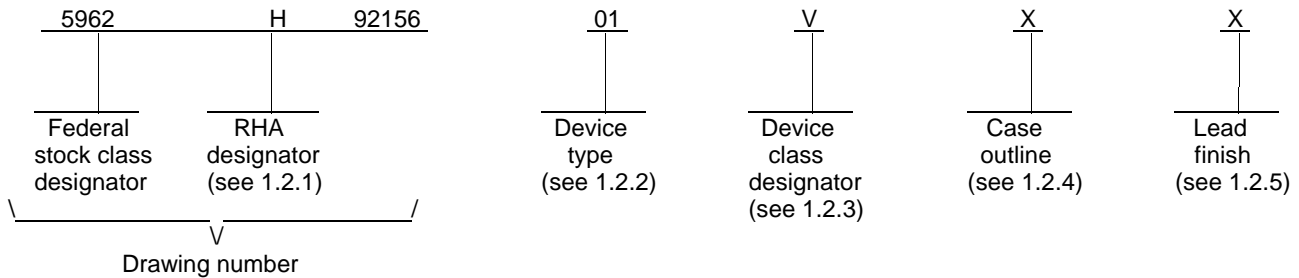 5962 H 92156 01 V X X
Federal RHA Device Device Case Lead
stock class designator type class outline finish
designator (see 1.2.1) (see 1.2.2) designator (see 1.2.4) (see 1.2.5)
(see 1.2.3)
\ /
\/
Drawing number